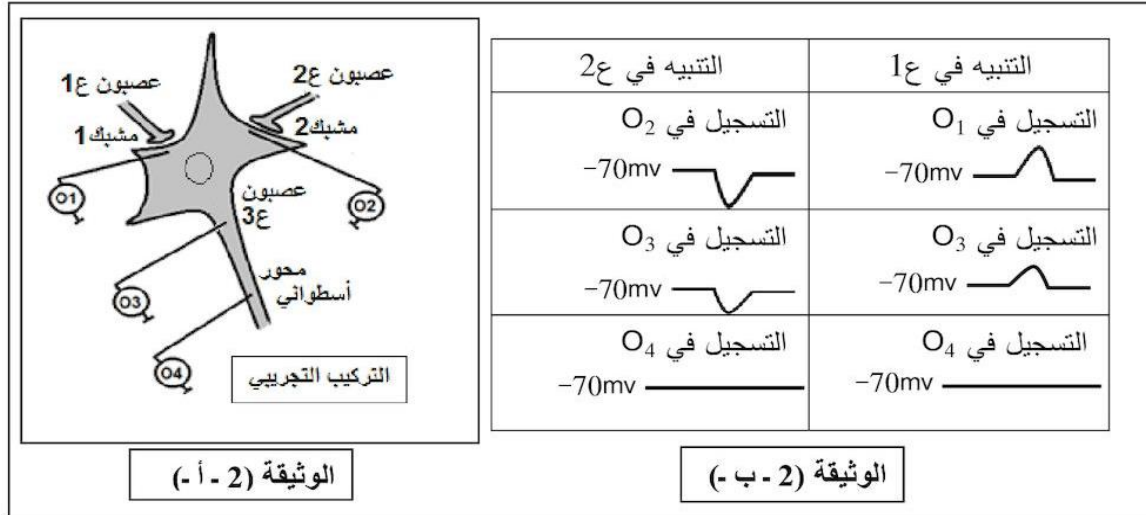 عصبون ع1
عصبون ع2
مشبك1
مشبك2
عصبون
ع3
محور
أسطواني
O1
O2
O3
O4
التركيب التجريبي
الوثيقة (2 - أ -)
التنبيه في ع1
التنبيه في ع2
التسجيل في O₁
-70mv
التسجيل في O₂
-70mv
التسجيل في O₃
-70mv
التسجيل في O₃
-70mv
التسجيل في O₄
-70mv
التسجيل في O₄
-70mv
الوثيقة (2 - ب -)